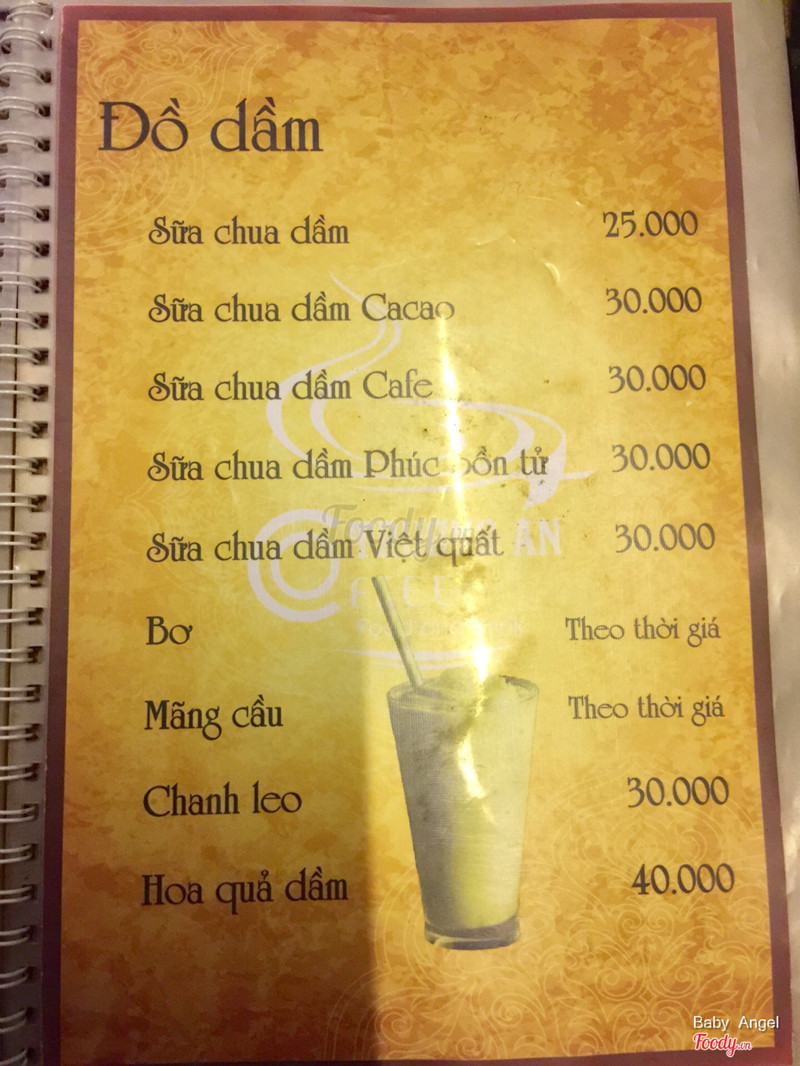 Đồ dầm
Sữa chua dầm 25.000
Sữa chua dầm Cacao 30.000
Sữa chua dầm Cafe 30.000
Sữa chua dầm Phúc bồn tử 30.000
Sữa chua dầm Việt quất 30.000
Bơ Theo thời giá
Mãng cầu Theo thời giá
Chanh leo 30.000
Hoa quả dầm 40.000
Foody
Baby Angel
Foody.vn